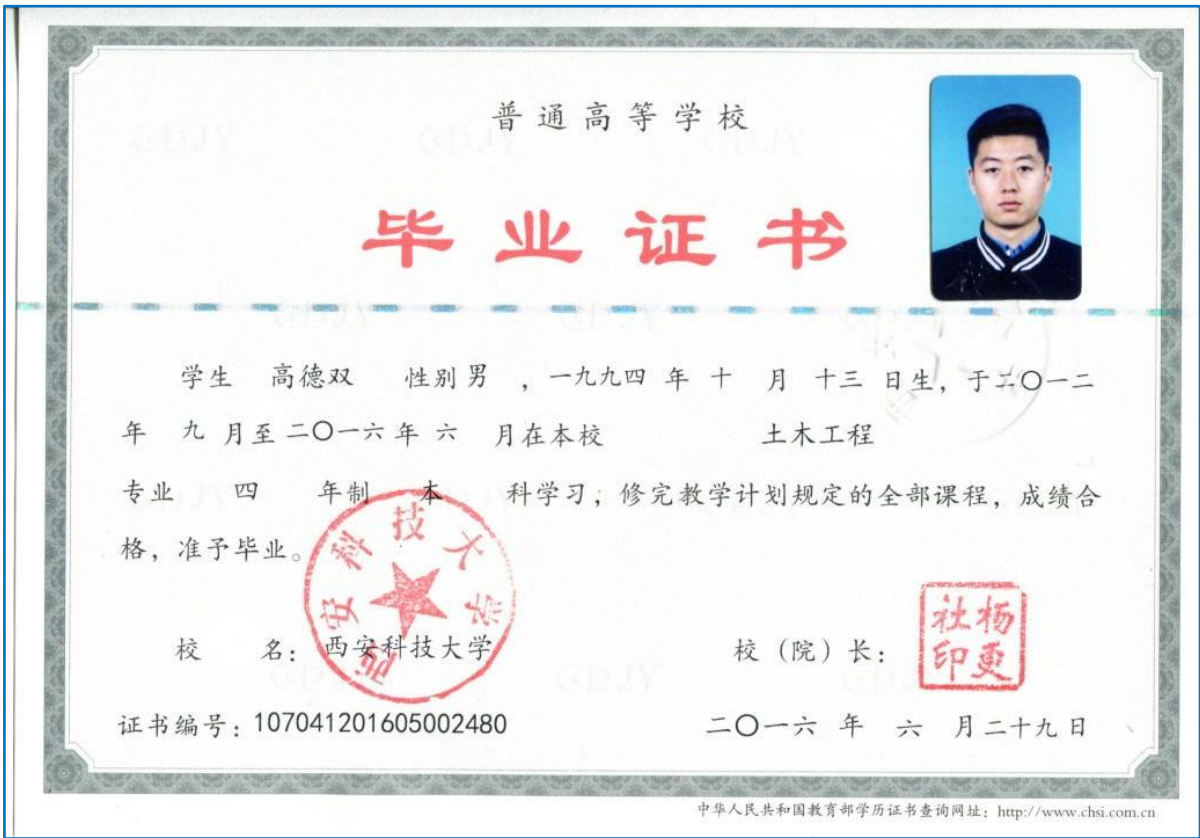 普通高等学校
毕业证书
学生 高德双 性别 男 ，一九九四 年 十 月 十三 日生，于二〇一二
年 九 月至 二〇一六 年 六 月在本校 土木工程
专业 四 年制 本 科学习，修完教学计划规定的全部课程，成绩合
格，准予毕业。
西安科技大学
校 名：西安科技大学
校（院）长：
杨更社印
证书编号：107041201605002480
二〇一六 年 六 月二十九日
中华人民共和国教育部学历证书查询网址：http://www.chsi.com.cn